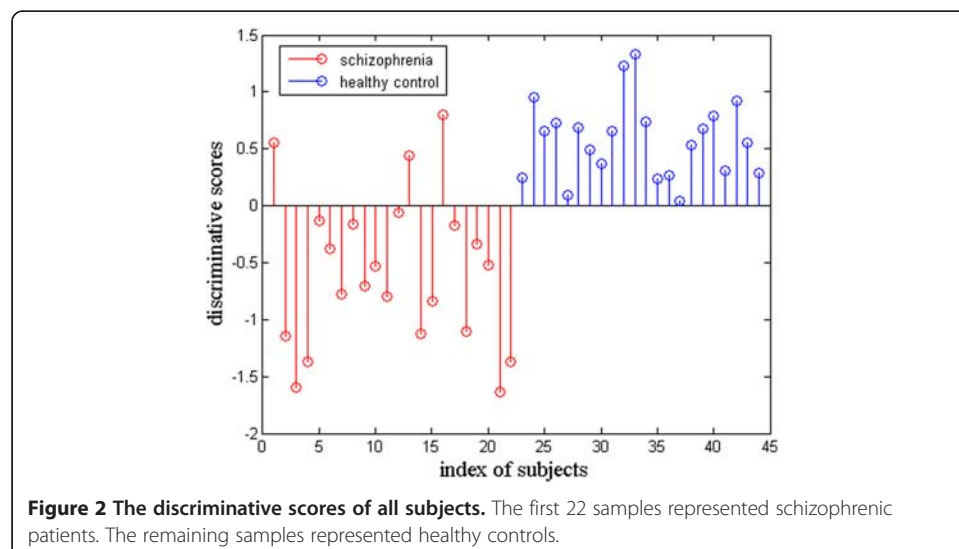 schizophrenia
healthy control
1.5
1
0.5
0
-0.5
-1
-1.5
-2
discriminative scores
0 5 10 15 20 25 30 35 40 45
index of subjects
Figure 2 The discriminative scores of all subjects. The first 22 samples represented schizophrenic
patients. The remaining samples represented healthy controls.